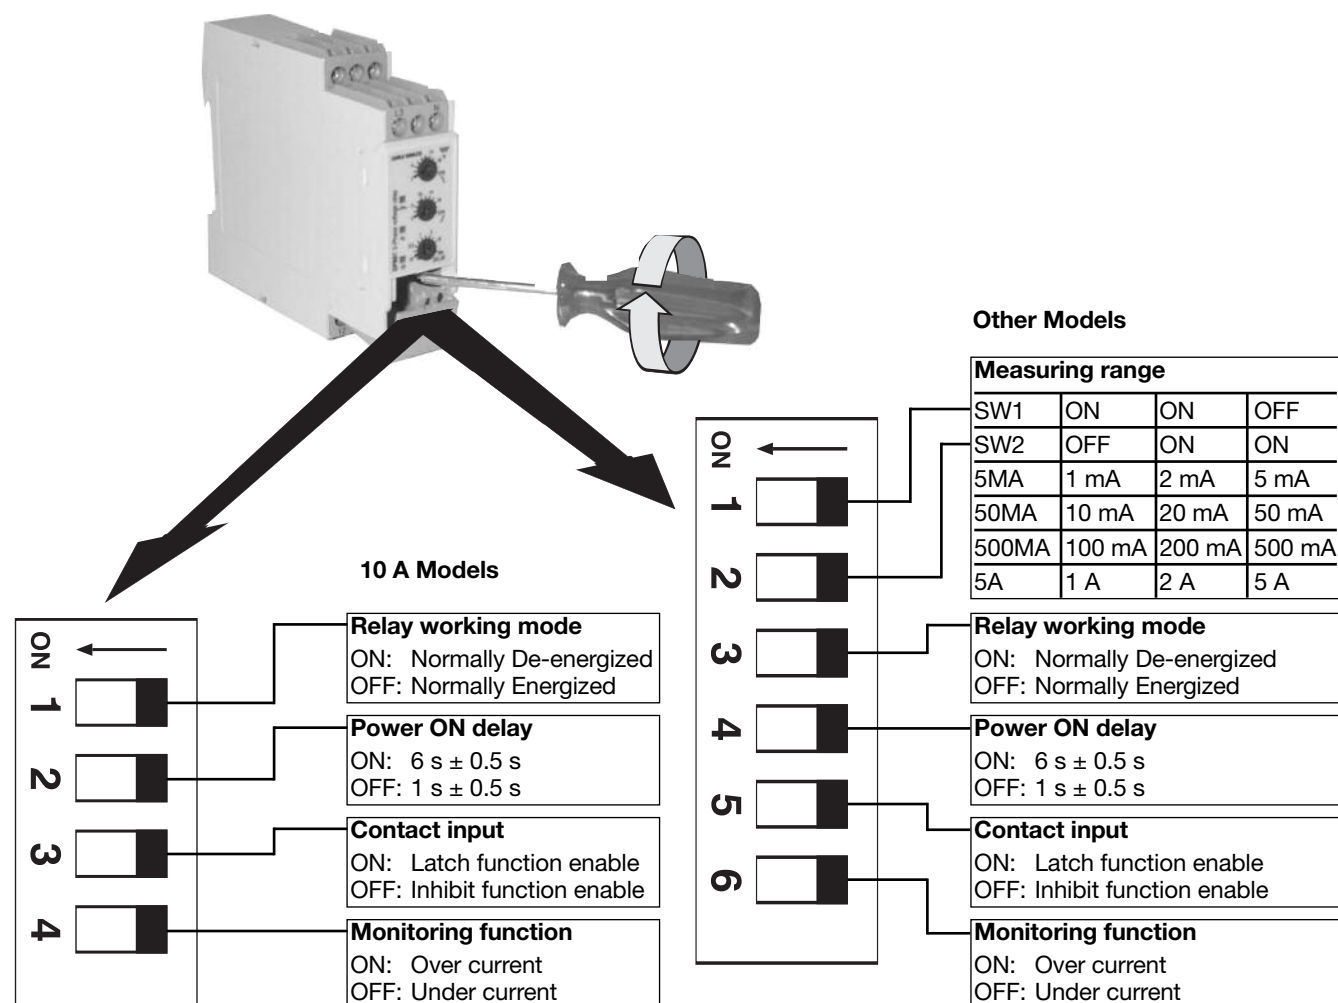 Other Models
Measuring range
SW1 ON ON OFF
SW2 OFF ON ON
5MA 1 mA 2 mA 5 mA
50MA 10 mA 20 mA 50 mA
500MA 100 mA 200 mA 500 mA
5A 1 A 2 A 5 A
ON
1
2
3
4
5
6
Relay working mode
ON: Normally De-energized
OFF: Normally Energized
Power ON delay
ON: 6 s ± 0.5 s
OFF: 1 s ± 0.5 s
Contact input
ON: Latch function enable
OFF: Inhibit function enable
Monitoring function
ON: Over current
OFF: Under current
10 A Models
ON
1
2
3
4
Relay working mode
ON: Normally De-energized
OFF: Normally Energized
Power ON delay
ON: 6 s ± 0.5 s
OFF: 1 s ± 0.5 s
Contact input
ON: Latch function enable
OFF: Inhibit function enable
Monitoring function
ON: Over current
OFF: Under current